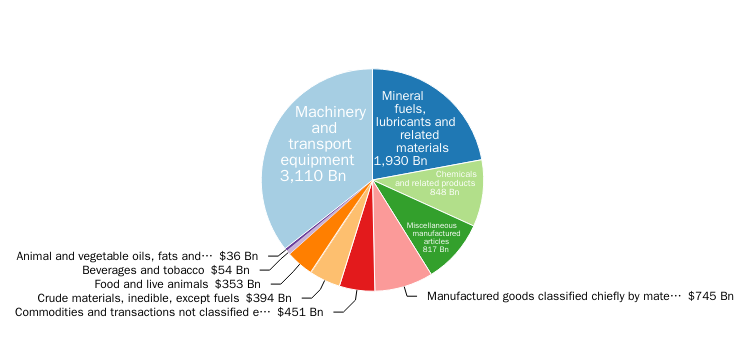 Machinery
and
transport
equipment
3,110 Bn
Mineral
fuels,
lubricants and
related
materials
1,930 Bn
Chemicals
and related products
848 Bn
Miscellaneous
manufactured
articles
817 Bn
Animal and vegetable oils, fats and⋯ $36 Bn
Beverages and tobacco $54 Bn
Food and live animals $353 Bn
Crude materials, inedible, except fuels $394 Bn
Commodities and transactions not classified e⋯ $451 Bn
Manufactured goods classified chiefly by mate⋯ $745 Bn